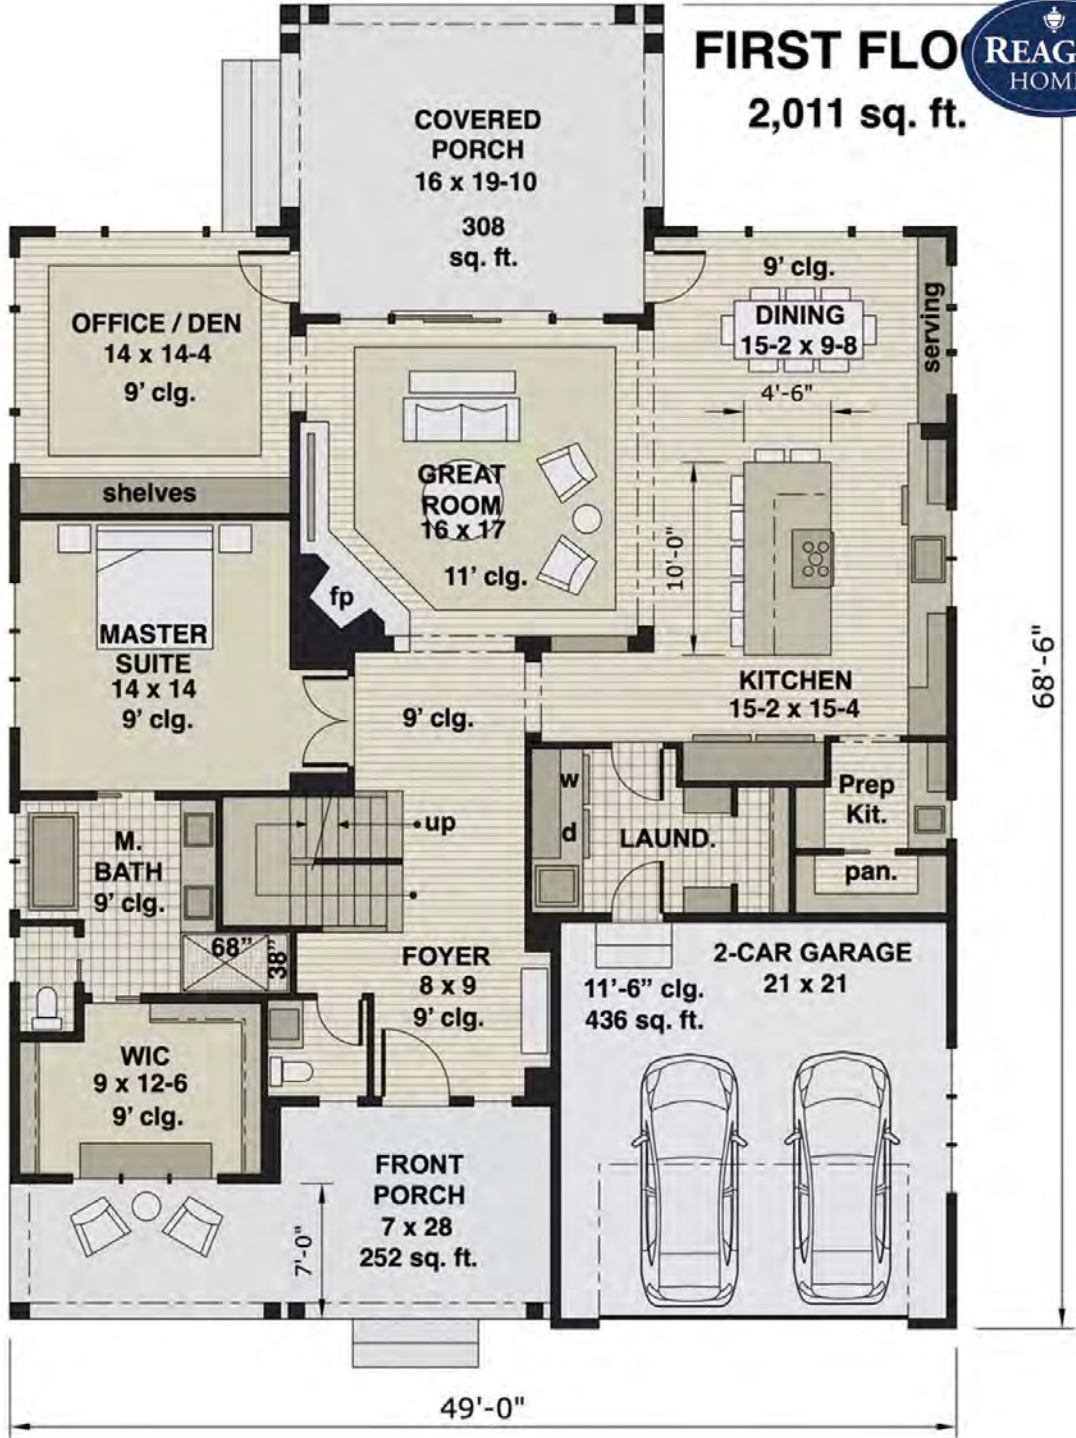 FIRST FLO
2,011 sq. ft.
REAG
HOM
COVERED
PORCH
16 x 19-10
308
sq. ft.
OFFICE / DEN
14 x 14-4
9' clg.
shelves
9' clg.
DINING
15-2 x 9-8
serving
4'-6"
GREAT
ROOM
16 x 17
11' clg.
fp
10'-0"
MASTER
SUITE
14 x 14
9' clg.
9' clg.
KITCHEN
15-2 x 15-4
68'-6"
w
d
LAUND.
Prep
Kit.
pan.
up
M.
BATH
9' clg.
68"
38"
FOYER
8 x 9
9' clg.
2-CAR GARAGE
21 x 21
11'-6" clg.
436 sq. ft.
WIC
9 x 12-6
9' clg.
FRONT
PORCH
7 x 28
252 sq. ft.
7'-0"
49'-0"